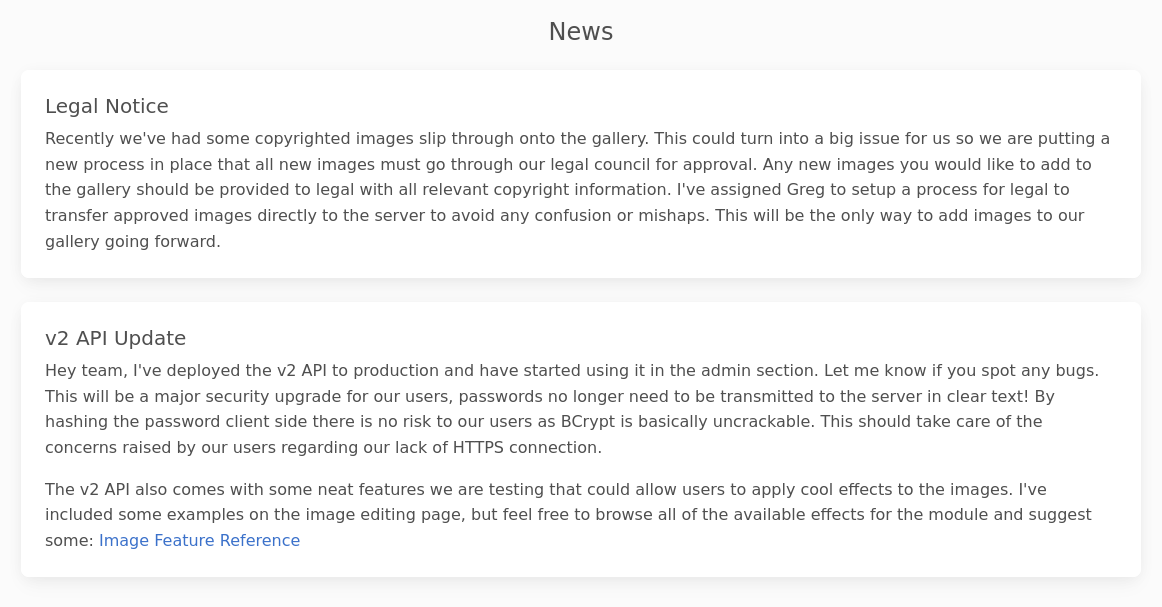 News
Legal Notice
Recently we've had some copyrighted images slip through onto the gallery. This could turn into a big issue for us so we are putting a
new process in place that all new images must go through our legal council for approval. Any new images you would like to add to
the gallery should be provided to legal with all relevant copyright information. I've assigned Greg to setup a process for legal to
transfer approved images directly to the server to avoid any confusion or mishaps. This will be the only way to add images to our
gallery going forward.
v2 API Update
Hey team, I've deployed the v2 API to production and have started using it in the admin section. Let me know if you spot any bugs.
This will be a major security upgrade for our users, passwords no longer need to be transmitted to the server in clear text! By
hashing the password client side there is no risk to our users as BCrypt is basically uncrackable. This should take care of the
concerns raised by our users regarding our lack of HTTPS connection.
The v2 API also comes with some neat features we are testing that could allow users to apply cool effects to the images. I've
included some examples on the image editing page, but feel free to browse all of the available effects for the module and suggest
some: Image Feature Reference